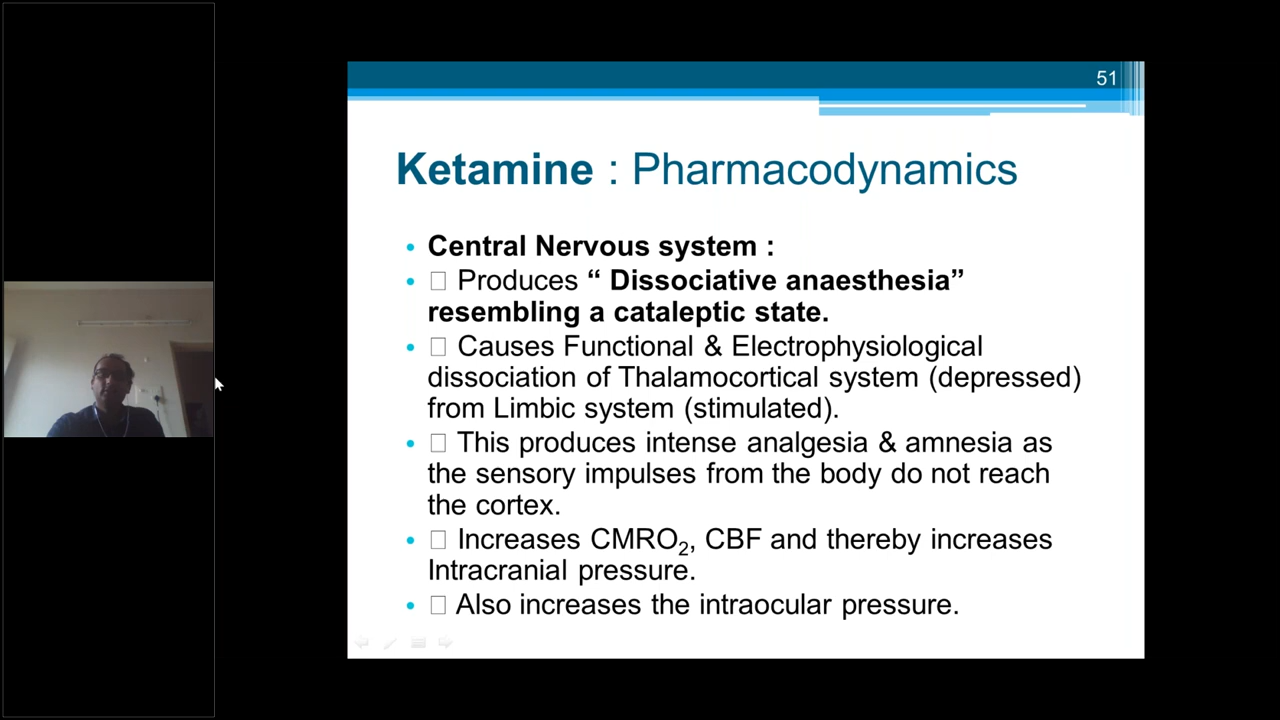 51
Ketamine : Pharmacodynamics
• Central Nervous system :
• □ Produces “ Dissociative anaesthesia”
resembling a cataleptic state.
• □ Causes Functional & Electrophysiological
dissociation of Thalamocortical system (depressed)
from Limbic system (stimulated).
• □ This produces intense analgesia & amnesia as
the sensory impulses from the body do not reach
the cortex.
• □ Increases CMRO₂, CBF and thereby increases
Intracranial pressure.
• □ Also increases the intraocular pressure.